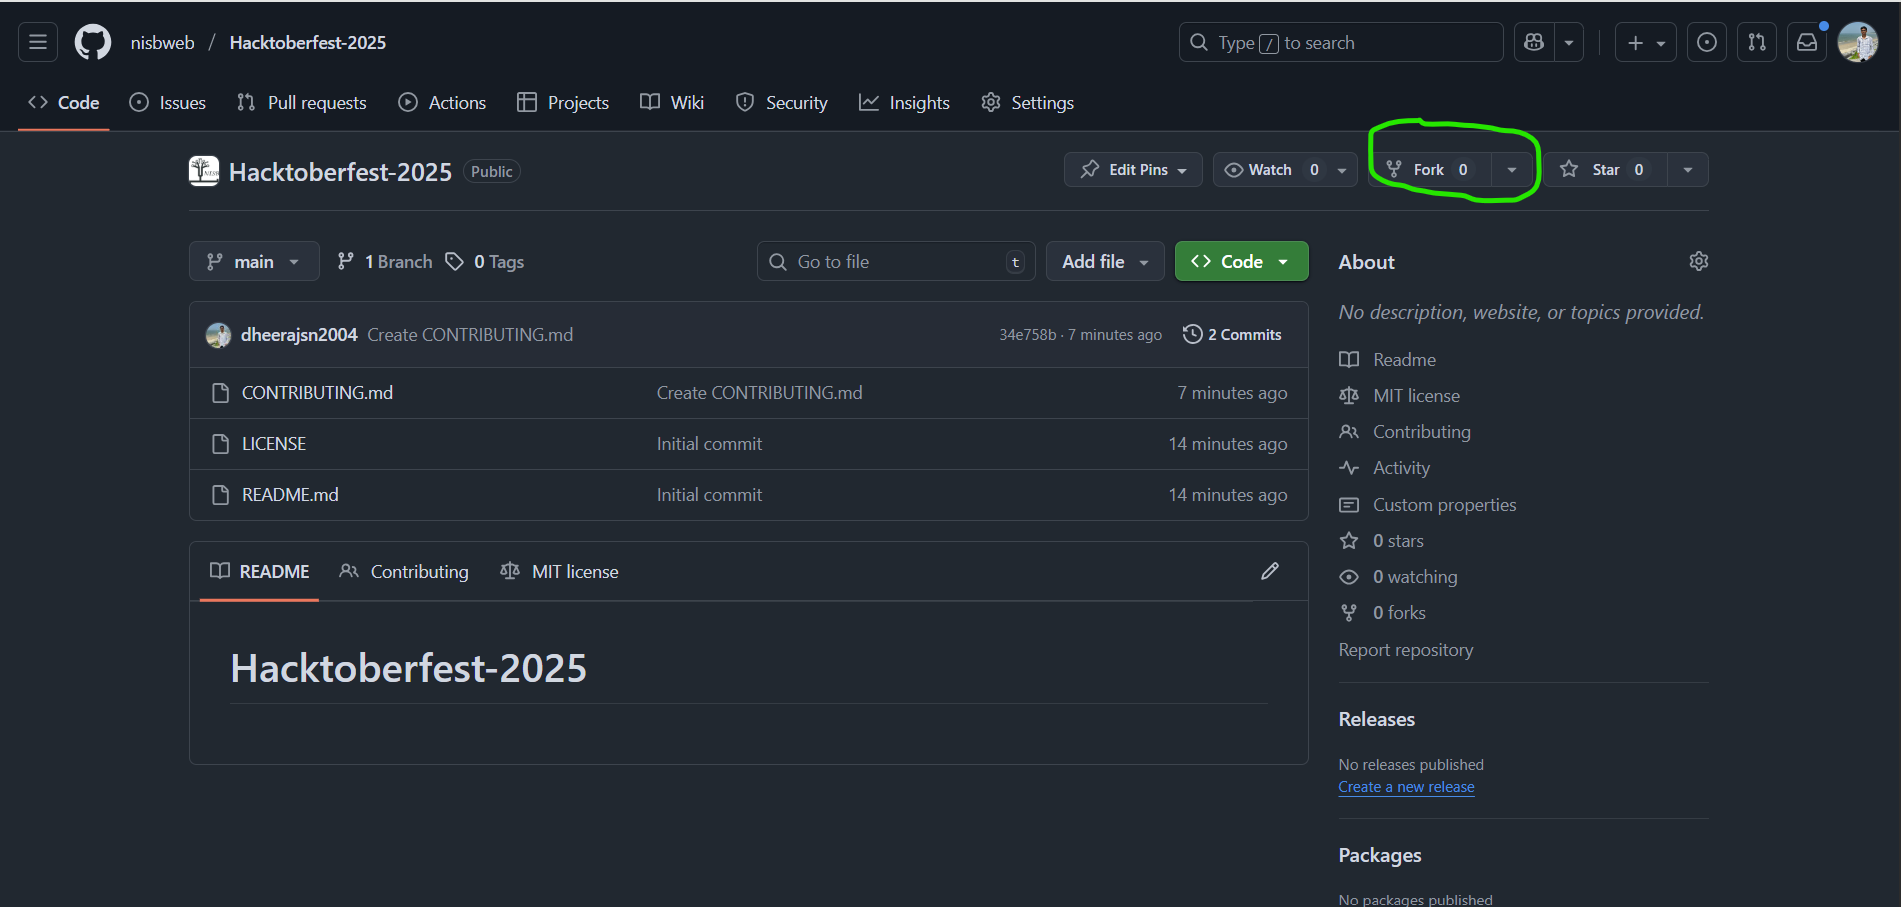 nisbweb / Hacktoberfest-2025
Type / to search
Code Issues Pull requests Actions Projects Wiki Security Insights Settings
Hacktoberfest-2025 Public
Edit Pins Watch 0 Fork 0 Star 0
main 1 Branch 0 Tags Go to file t Add file Code
dheerajsn2004 Create CONTRIBUTING.md 34e758b · 7 minutes ago 2 Commits
CONTRIBUTING.md Create CONTRIBUTING.md 7 minutes ago
LICENSE Initial commit 14 minutes ago
README.md Initial commit 14 minutes ago
README Contributing MIT license
Hacktoberfest-2025
About
No description, website, or topics provided.
Readme
MIT license
Contributing
Activity
Custom properties
0 stars
0 watching
0 forks
Report repository
Releases
No releases published
Create a new release
Packages
No packages published